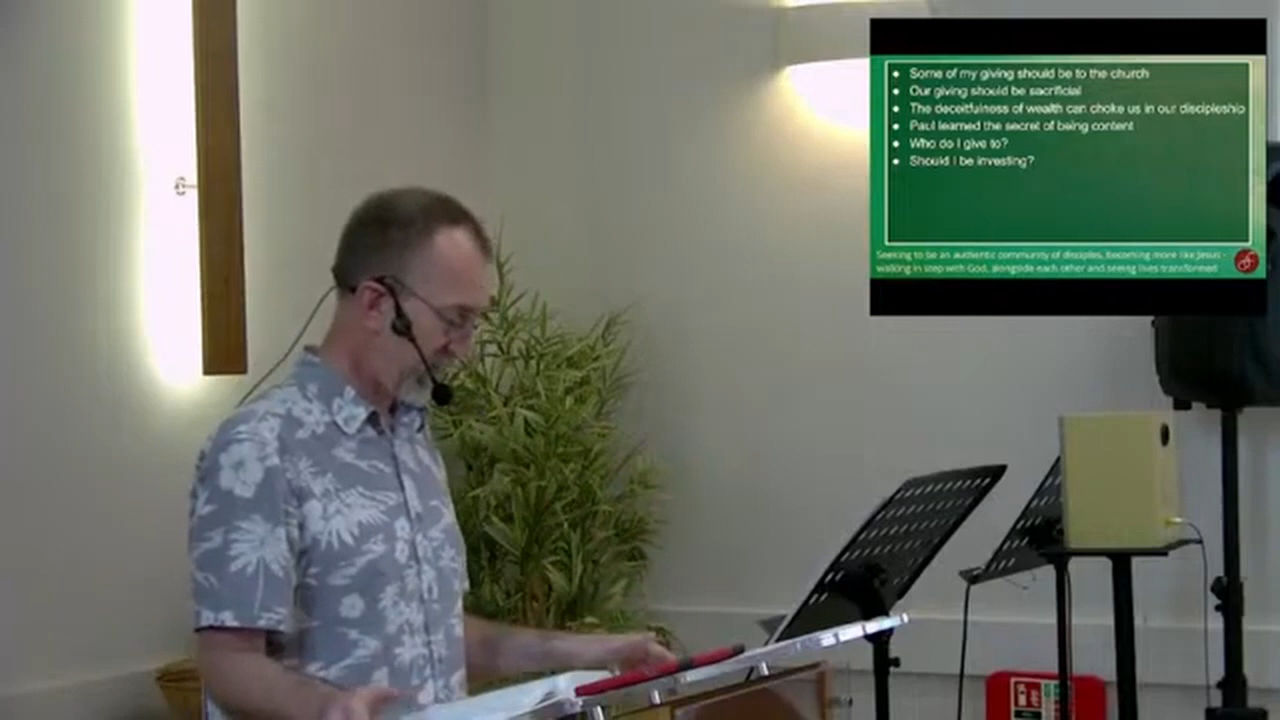 • Some of my giving should be to the church
• Our giving should be sacrificial
• The deceitfulness of wealth can choke us in our discipleship
• Paul learned the secret of being content
• Who do I give to?
• Should I be investing?
Seeking to be an authentic community of disciples, becoming more like Jesus -
walking in step with God, alongside each other and seeing lives transformed